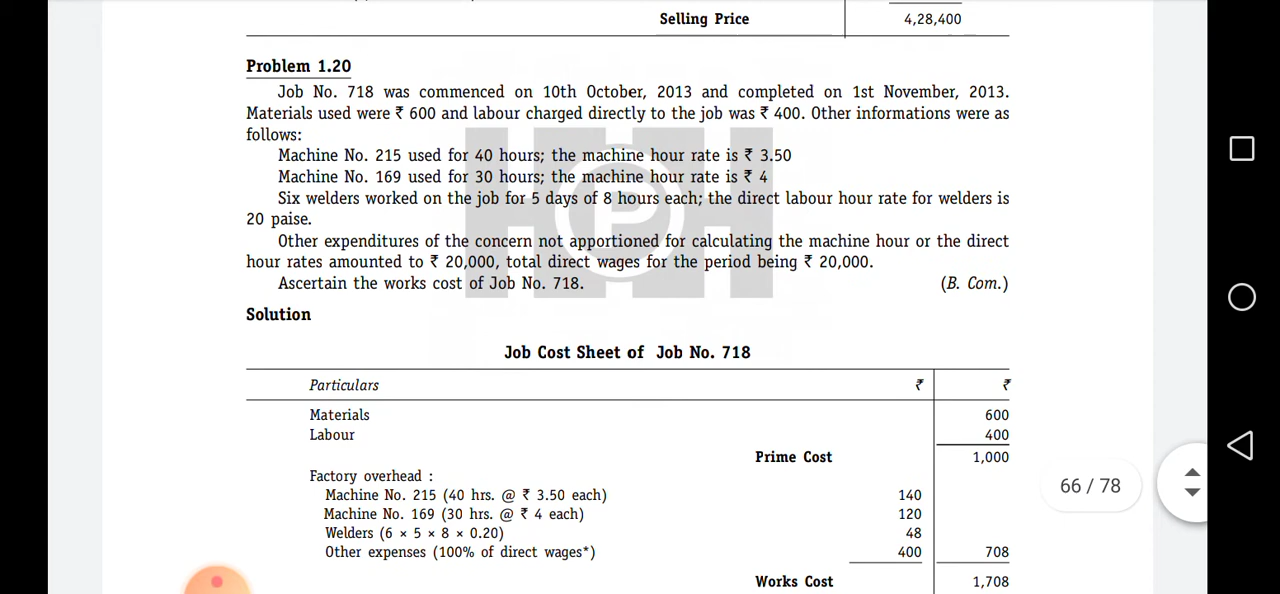 Selling Price 4,28,400
Problem 1.20
Job No. 718 was commenced on 10th October, 2013 and completed on 1st November, 2013.
Materials used were ₹ 600 and labour charged directly to the job was ₹ 400. Other informations were as
follows:
Machine No. 215 used for 40 hours; the machine hour rate is ₹ 3.50
Machine No. 169 used for 30 hours; the machine hour rate is ₹ 4
Six welders worked on the job for 5 days of 8 hours each; the direct labour hour rate for welders is
20 paise.
Other expenditures of the concern not apportioned for calculating the machine hour or the direct
hour rates amounted to ₹ 20,000, total direct wages for the period being ₹ 20,000.
Ascertain the works cost of Job No. 718. (B. Com.)
Solution
Job Cost Sheet of Job No. 718
Particulars ₹ ₹
Materials 600
Labour 400
Prime Cost 1,000
Factory overhead :
Machine No. 215 (40 hrs. @ ₹ 3.50 each) 140
Machine No. 169 (30 hrs. @ ₹ 4 each) 120
Welders (6 × 5 × 8 × 0.20) 48
Other expenses (100% of direct wages*) 400 708
Works Cost 1,708
66 / 78